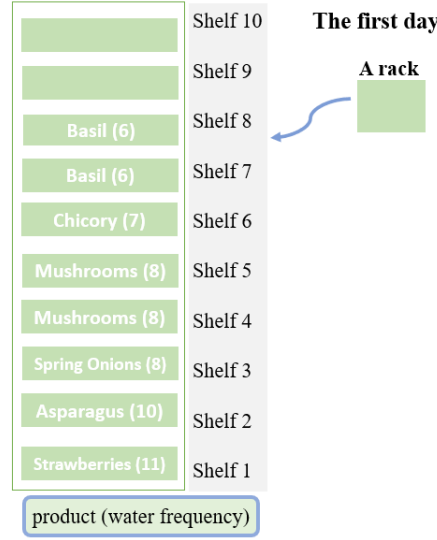 Shelf 10
The first day
Shelf 9
A rack
Basil (6)
Shelf 8
Basil (6)
Shelf 7
Chicory (7)
Shelf 6
Mushrooms (8)
Shelf 5
Mushrooms (8)
Shelf 4
Spring Onions (8)
Shelf 3
Asparagus (10)
Shelf 2
Strawberries (11)
Shelf 1
product (water frequency)